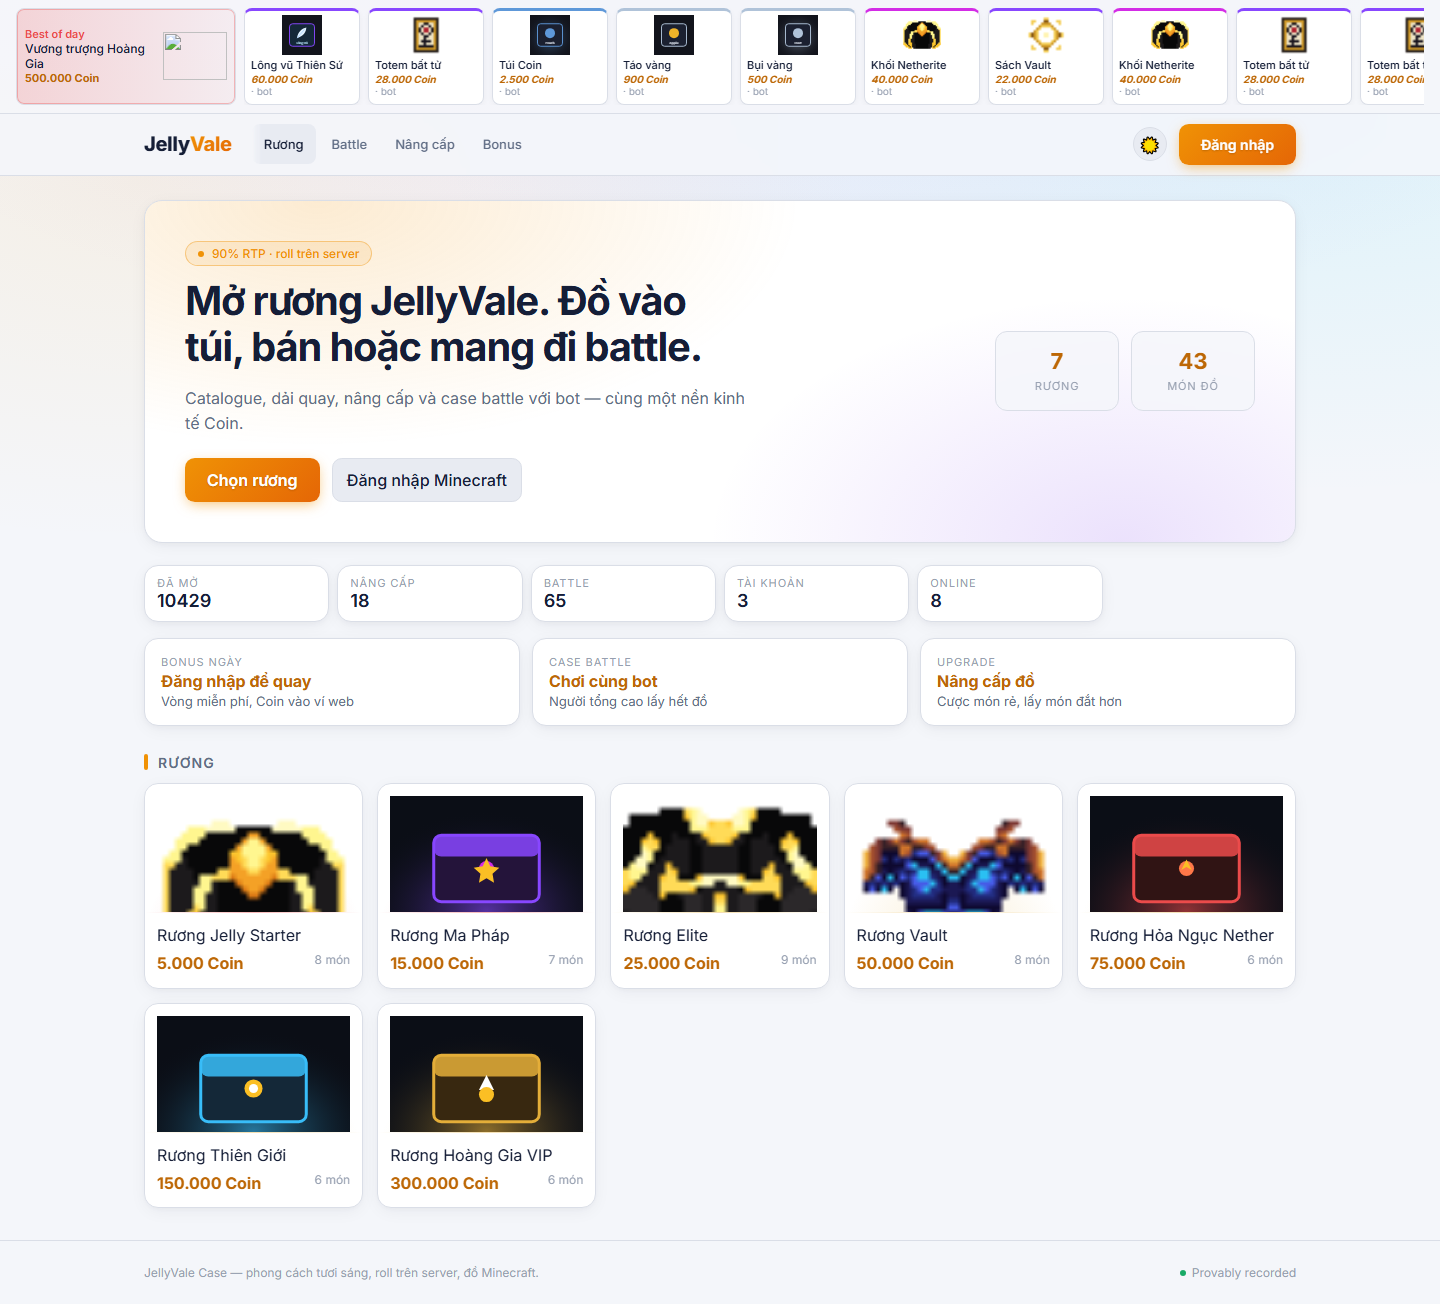 Best of day
Vương trượng Hoàng
Gia
500.000 Coin
Lông vũ Thiên Sứ
60.000 Coin
· bot
Totem bất tử
28.000 Coin
· bot
Túi Coin
2.500 Coin
· bot
Táo vàng
900 Coin
· bot
Bụi vàng
500 Coin
· bot
Khối Netherite
40.000 Coin
· bot
Sách Vault
22.000 Coin
· bot
Khối Netherite
40.000 Coin
· bot
Totem bất tử
28.000 Coin
· bot
Totem bất
28.000
· bot
JellyVale
Rương
Battle
Nâng cấp
Bonus
Đăng nhập
90% RTP · roll trên server
Mở rương JellyVale. Đồ vào
túi, bán hoặc mang đi battle.
Catalogue, dải quay, nâng cấp và case battle với bot — cùng một nền kinh
tế Coin.
Chọn rương
Đăng nhập Minecraft
7
RƯƠNG
43
MÓN ĐỒ
ĐÃ MỞ
10429
NÂNG CẤP
18
BATTLE
65
TÀI KHOẢN
3
ONLINE
8
BONUS NGÀY
Đăng nhập để quay
Vòng miễn phí, Coin vào ví web
CASE BATTLE
Chơi cùng bot
Người tổng cao lấy hết đồ
UPGRADE
Nâng cấp đồ
Cược món rẻ, lấy món đắt hơn
RƯƠNG
Rương Jelly Starter
5.000 Coin
8 món
Rương Ma Pháp
15.000 Coin
7 món
Rương Elite
25.000 Coin
9 món
Rương Vault
50.000 Coin
8 món
Rương Hỏa Ngục Nether
75.000 Coin
6 món
Rương Thiên Giới
150.000 Coin
6 món
Rương Hoàng Gia VIP
300.000 Coin
6 món
JellyVale Case — phong cách tươi sáng, roll trên server, đồ Minecraft.
Provably recorded